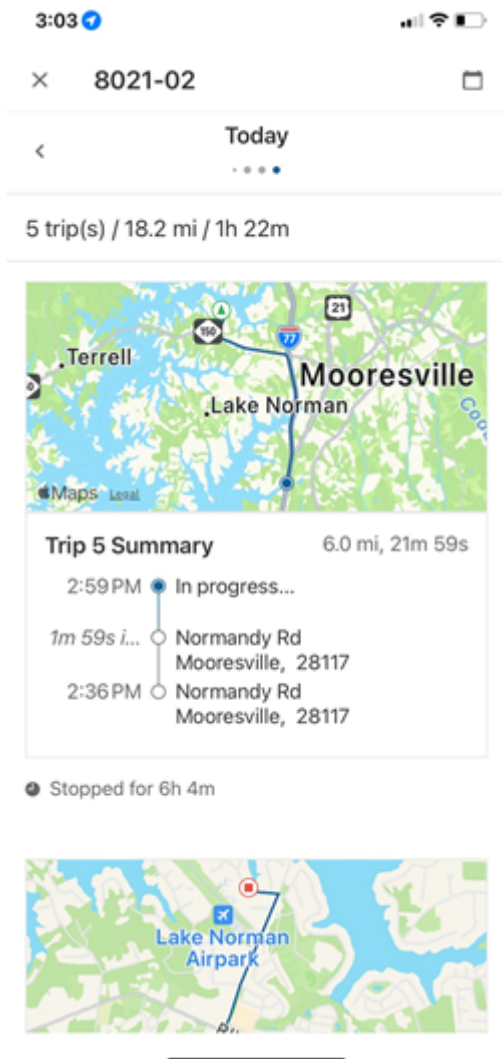 3:03
8021-02
Today
5 trip(s) / 18.2 mi / 1h 22m
21
150
77
Terrell
Mooresville
Lake Norman
Maps Legal
Trip 5 Summary 6.0 mi, 21m 59s
2:59 PM In progress...
1m 59s i... Normandy Rd
Mooresville, 28117
2:36 PM Normandy Rd
Mooresville, 28117
Stopped for 6h 4m
Lake Norman
Airpark